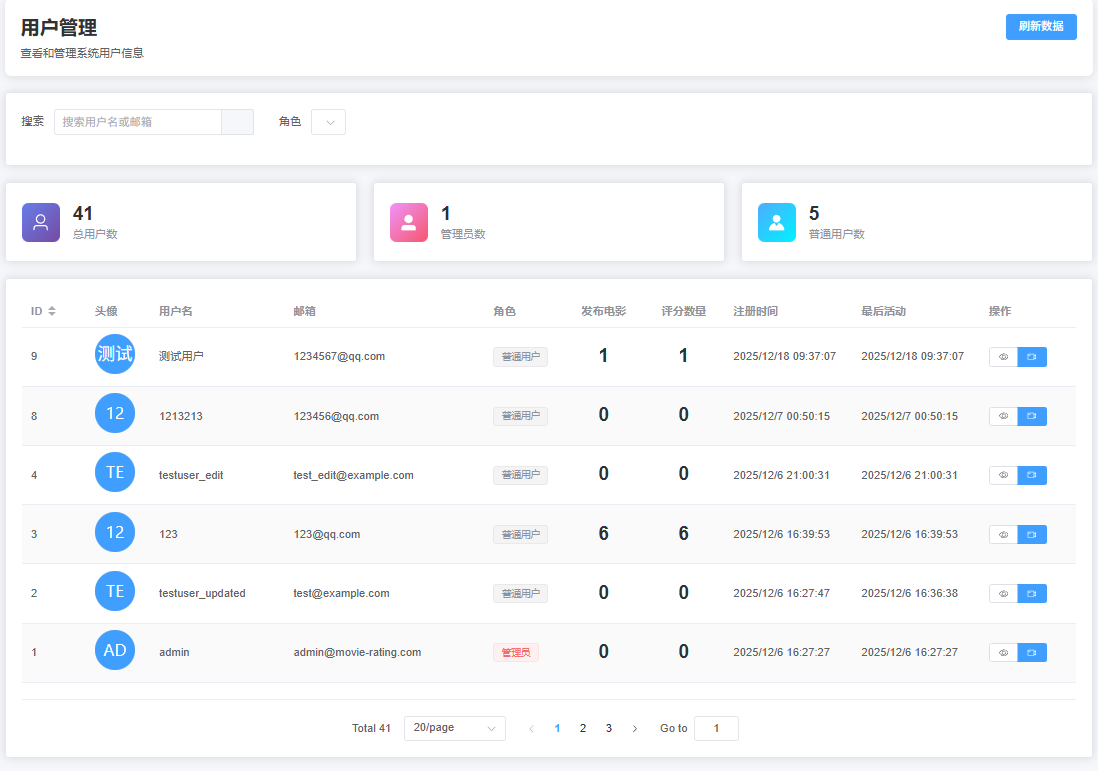 用户管理
刷新数据
查看和管理系统用户信息
搜索 搜索用户名或邮箱 角色
41
总用户数
1
管理员数
5
普通用户数
ID 头像 用户名 邮箱 角色 发布电影 评分数量 注册时间 最后活动 操作
9 测试 测试用户 1234567@qq.com 普通用户 1 1 2025/12/18 09:37:07 2025/12/18 09:37:07
8 12 1213213 123456@qq.com 普通用户 0 0 2025/12/7 00:50:15 2025/12/7 00:50:15
4 TE testuser_edit test_edit@example.com 普通用户 0 0 2025/12/6 21:00:31 2025/12/6 21:00:31
3 12 123 123@qq.com 普通用户 6 6 2025/12/6 16:39:53 2025/12/6 16:39:53
2 TE testuser_updated test@example.com 普通用户 0 0 2025/12/6 16:27:47 2025/12/6 16:36:38
1 AD admin admin@movie-rating.com 管理员 0 0 2025/12/6 16:27:27 2025/12/6 16:27:27
Total 41 20/page 1 2 3 Go to 1